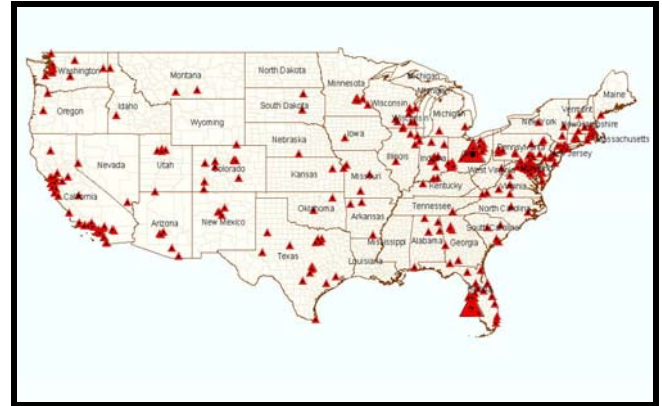 Washington
Montana
North Dakota
Minnesota
Michigan
Maine
Oregon
Idaho
South Dakota
Wisconsin
Wisconsin
Michigan
Vermont
New York
Wyoming
Iowa
Pennsylvania
Massachusetts
Nebraska
Illinois
Jersey
Nevada
Utah
Colorado
Kansas
Missouri
West Virginia
Virginia
Kentucky
California
Oklahoma
Tennessee
North Carolina
Arizona
New Mexico
Arkansas
South Carolina
Mississippi
Alabama
Georgia
Texas
Louisiana